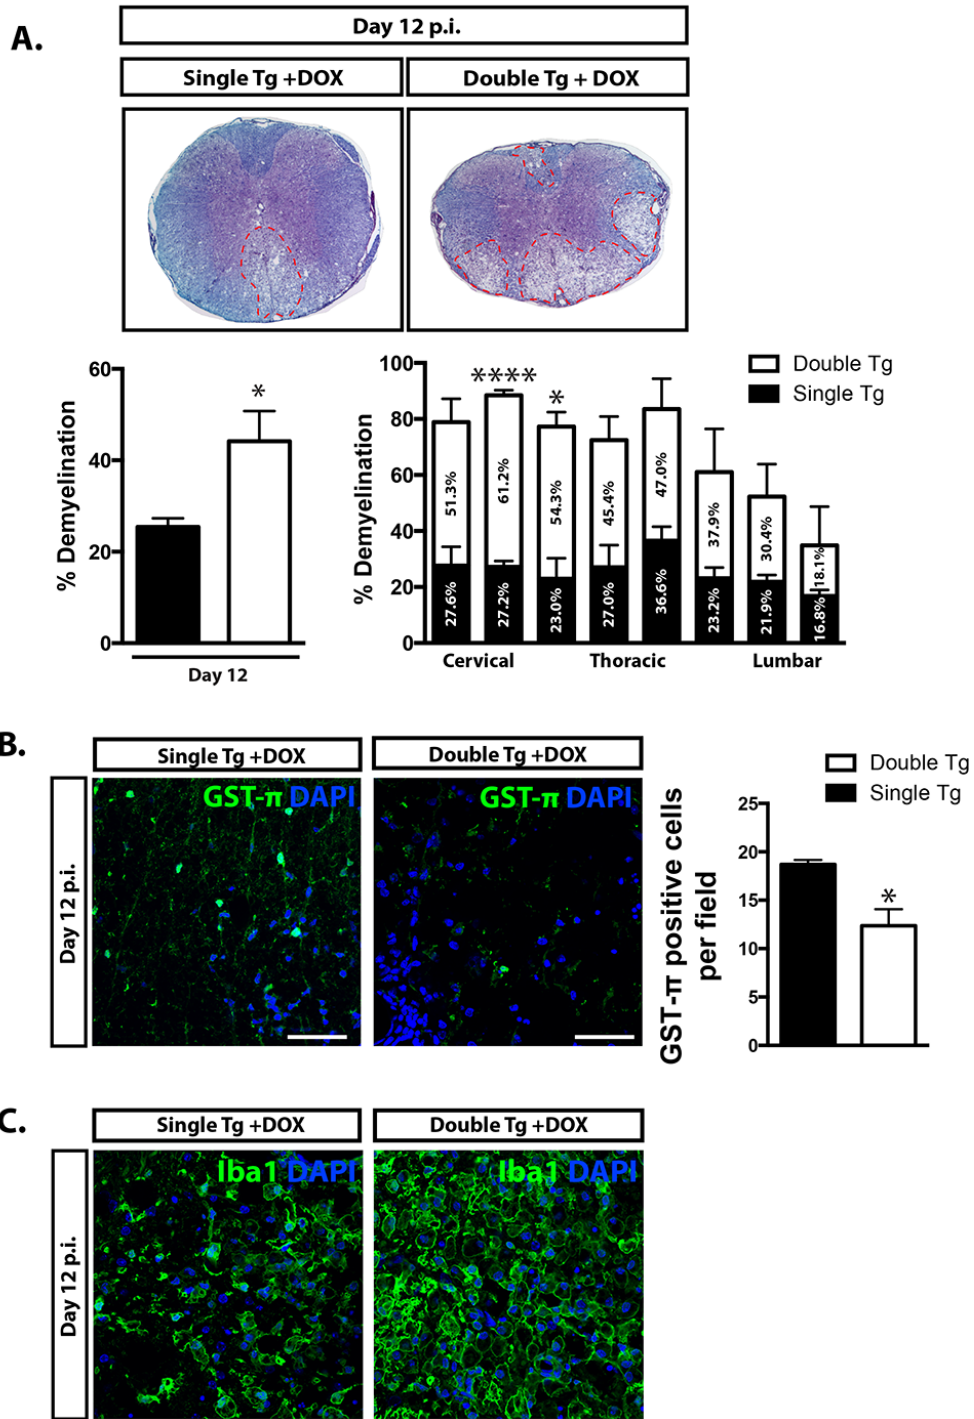 A.
Day 12 p.i.
Single Tg +DOX
Double Tg + DOX
60
40
20
0
% Demyelination
*
Day 12
100
80
60
40
20
0
% Demyelination
****
*
Double Tg
Single Tg
51.3%
61.2%
54.3%
45.4%
47.0%
37.9%
30.4%
18.1%
27.6%
27.2%
23.0%
27.0%
36.6%
23.2%
21.9%
16.8%
Cervical
Thoracic
Lumbar
B.
Single Tg +DOX
Double Tg +DOX
Day 12 p.i.
GST-π DAPI
GST-π DAPI
Double Tg
Single Tg
GST-π positive cells
per field
25
20
15
10
5
0
*
C.
Single Tg +DOX
Double Tg +DOX
Day 12 p.i.
Iba1 DAPI
Iba1 DAPI